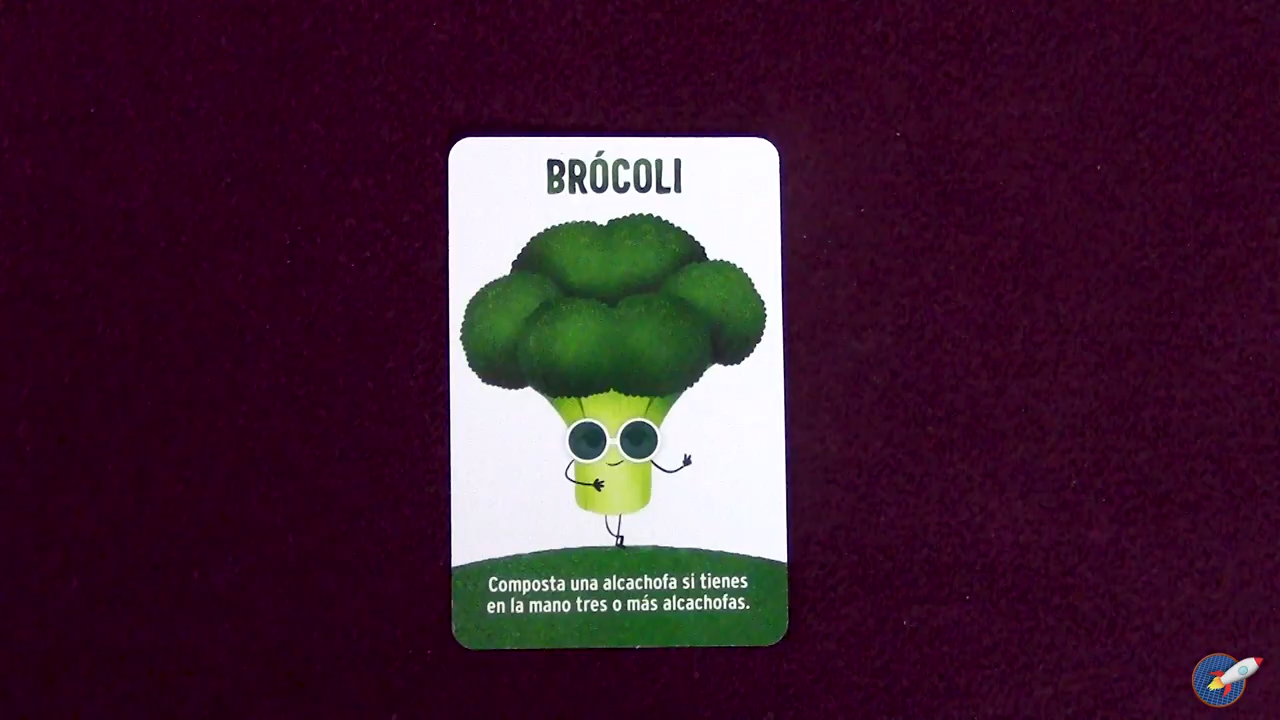 BRÓCOLI
Composta una alcachofa si tienes
en la mano tres o más alcachofas.